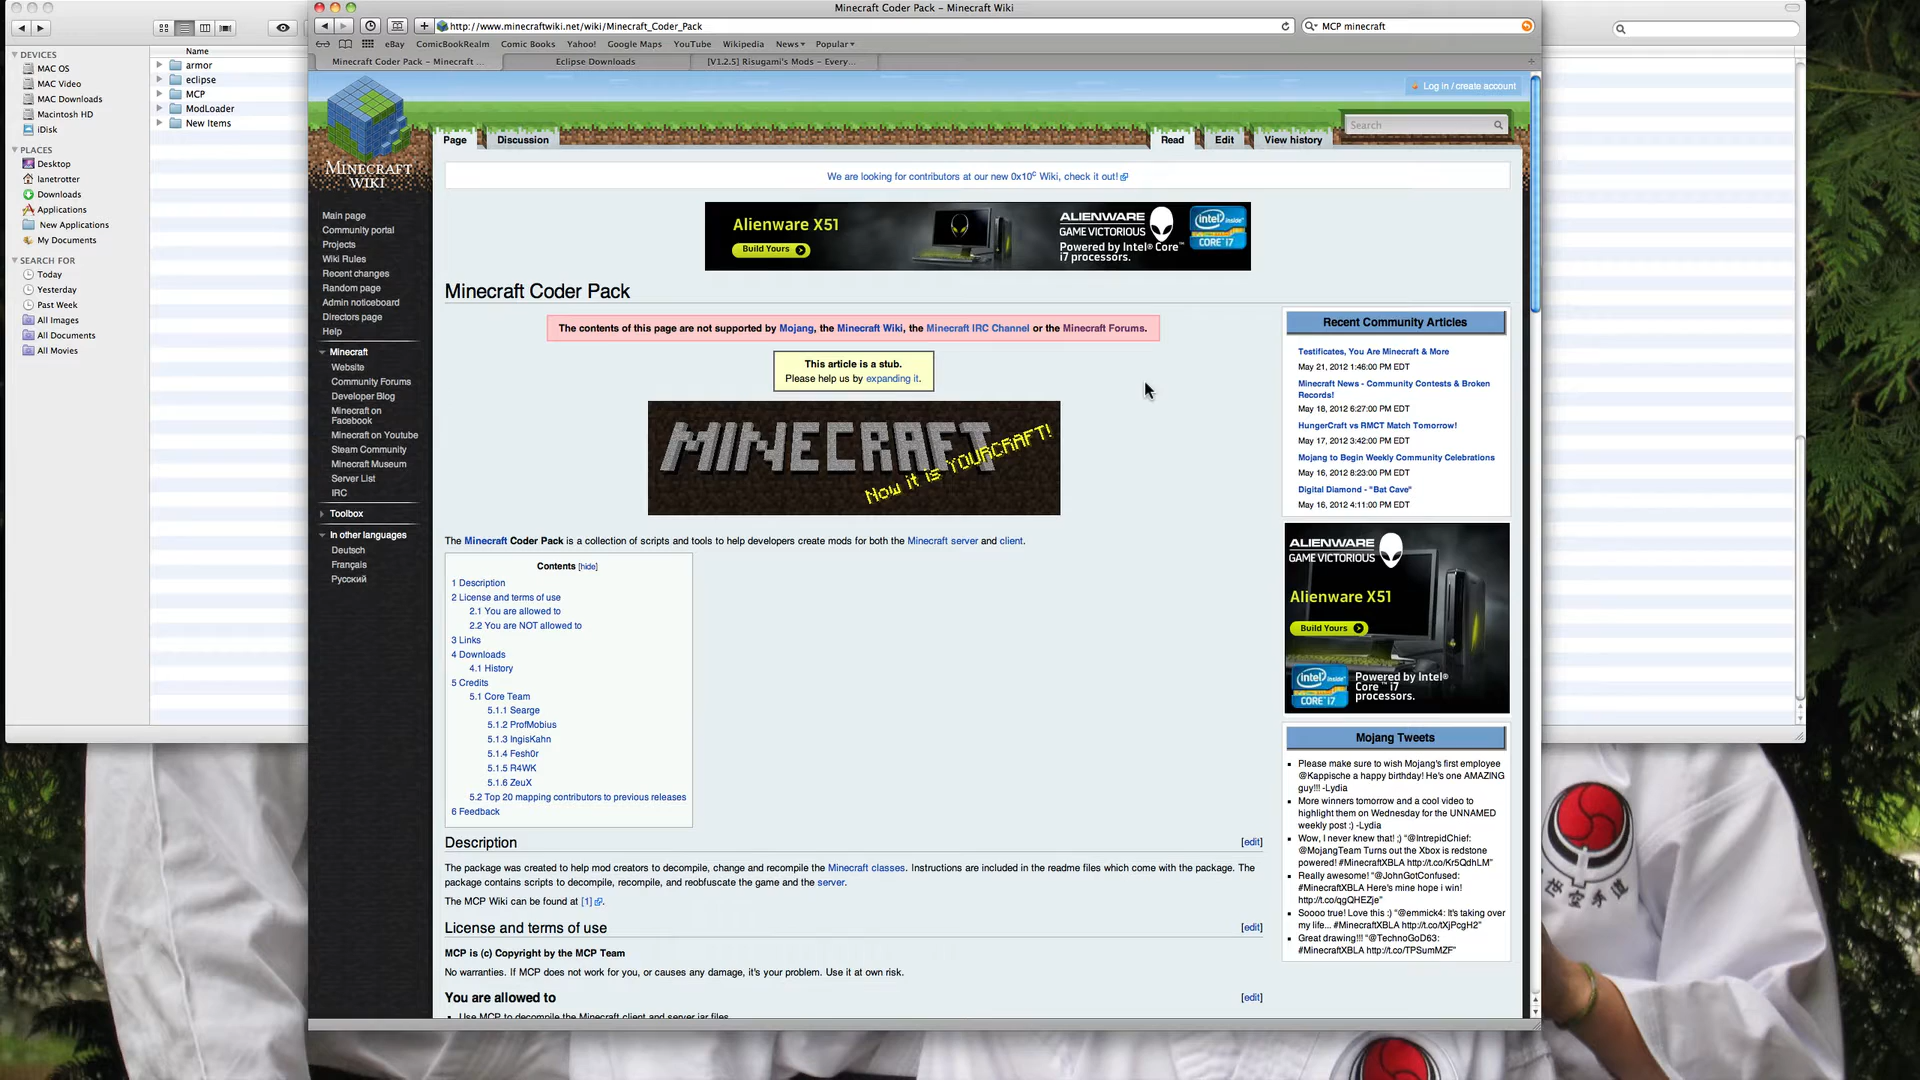 Minecraft Coder Pack – Minecraft Wiki
http://www.minecraftwiki.net/wiki/Minecraft_Coder_Pack
MCP minecraft
eBay ComicBookRealm Comic Books Yahoo! Google Maps YouTube Wikipedia News Popular
Minecraft Coder Pack – Minecraft ...
Eclipse Downloads
[V1.2.5] Risugami's Mods – Every...
DEVICES
MAC OS
MAC Video
MAC Downloads
Macintosh HD
iDisk
PLACES
Desktop
lanetrotter
Downloads
Applications
New Applications
My Documents
SEARCH FOR
Today
Yesterday
Past Week
All Images
All Documents
All Movies
Name
armor
eclipse
MCP
ModLoader
New Items
Log in / create account
MINECRAFT
WIKI
Page
Discussion
Read
Edit
View history
Search
We are looking for contributors at our new 0x10c Wiki, check it out!
Alienware X51
Build Yours
ALIENWARE
GAME VICTORIOUS
Powered by Intel® Core™
i7 processors.
intel inside
CORE i7
Main page
Community portal
Projects
Wiki Rules
Recent changes
Random page
Admin noticeboard
Directors page
Help
Minecraft
Website
Community Forums
Developer Blog
Minecraft on
Facebook
Minecraft on Youtube
Steam Community
Minecraft Museum
Server List
IRC
Toolbox
In other languages
Deutsch
Français
Русский
Minecraft Coder Pack
The contents of this page are not supported by Mojang, the Minecraft Wiki, the Minecraft IRC Channel or the Minecraft Forums.
This article is a stub.
Please help us by expanding it.
MINECRAFT
Now it is YOURCRAFT!
The Minecraft Coder Pack is a collection of scripts and tools to help developers create mods for both the Minecraft server and client.
Contents [hide]
1 Description
2 License and terms of use
2.1 You are allowed to
2.2 You are NOT allowed to
3 Links
4 Downloads
4.1 History
5 Credits
5.1 Core Team
5.1.1 Searge
5.1.2 ProfMobius
5.1.3 IngisKahn
5.1.4 Fesh0r
5.1.5 R4WK
5.1.6 ZeuX
5.2 Top 20 mapping contributors to previous releases
6 Feedback
Description
[edit]
The package was created to help mod creators to decompile, change and recompile the Minecraft classes. Instructions are included in the readme files which come with the package. The
package contains scripts to decompile, recompile, and reobfuscate the game and the server.
The MCP Wiki can be found at [1].
License and terms of use
[edit]
MCP is (c) Copyright by the MCP Team
No warranties. If MCP does not work for you, or causes any damage, it's your problem. Use it at own risk.
You are allowed to
[edit]
Use MCP to decompile the Minecraft client and server jar files.
Recent Community Articles
Testificates, You Are Minecraft & More
May 21, 2012 1:46:00 PM EDT
Minecraft News - Community Contests & Broken
Records!
May 18, 2012 6:27:00 PM EDT
HungerCraft vs RMCT Match Tomorrow!
May 17, 2012 3:42:00 PM EDT
Mojang to Begin Weekly Community Celebrations
May 16, 2012 8:23:00 PM EDT
Digital Diamond - "Bat Cave"
May 16, 2012 4:11:00 PM EDT
ALIENWARE
GAME VICTORIOUS
Alienware X51
Build Yours
intel inside
CORE i7
Powered by Intel®
Core™ i7
processors.
Mojang Tweets
Please make sure to wish Mojang's first employee
@Kappische a happy birthday! He's one AMAZING
guy!!! -Lydia
More winners tomorrow and a cool video to
highlight them on Wednesday for the UNNAMED
weekly post :) -Lydia
Wow, I never knew that! ;) "@IntrepidChief:
@MojangTeam Turns out the Xbox is redstone
powered! #MinecraftXBLA http://t.co/Kr5QdhLM"
Really awesome! "@JohnGotConfused:
#MinecraftXBLA Here's mine hope i win!
http://t.co/qgQHEZje"
Soooo true! Love this :) "@emmick4: It's taking over
my life... #MinecraftXBLA http://t.co/tXjPcgH2"
Great drawing!!! "@TechnoGoD63:
#MinecraftXBLA http://t.co/TPSumMZF"
空手道